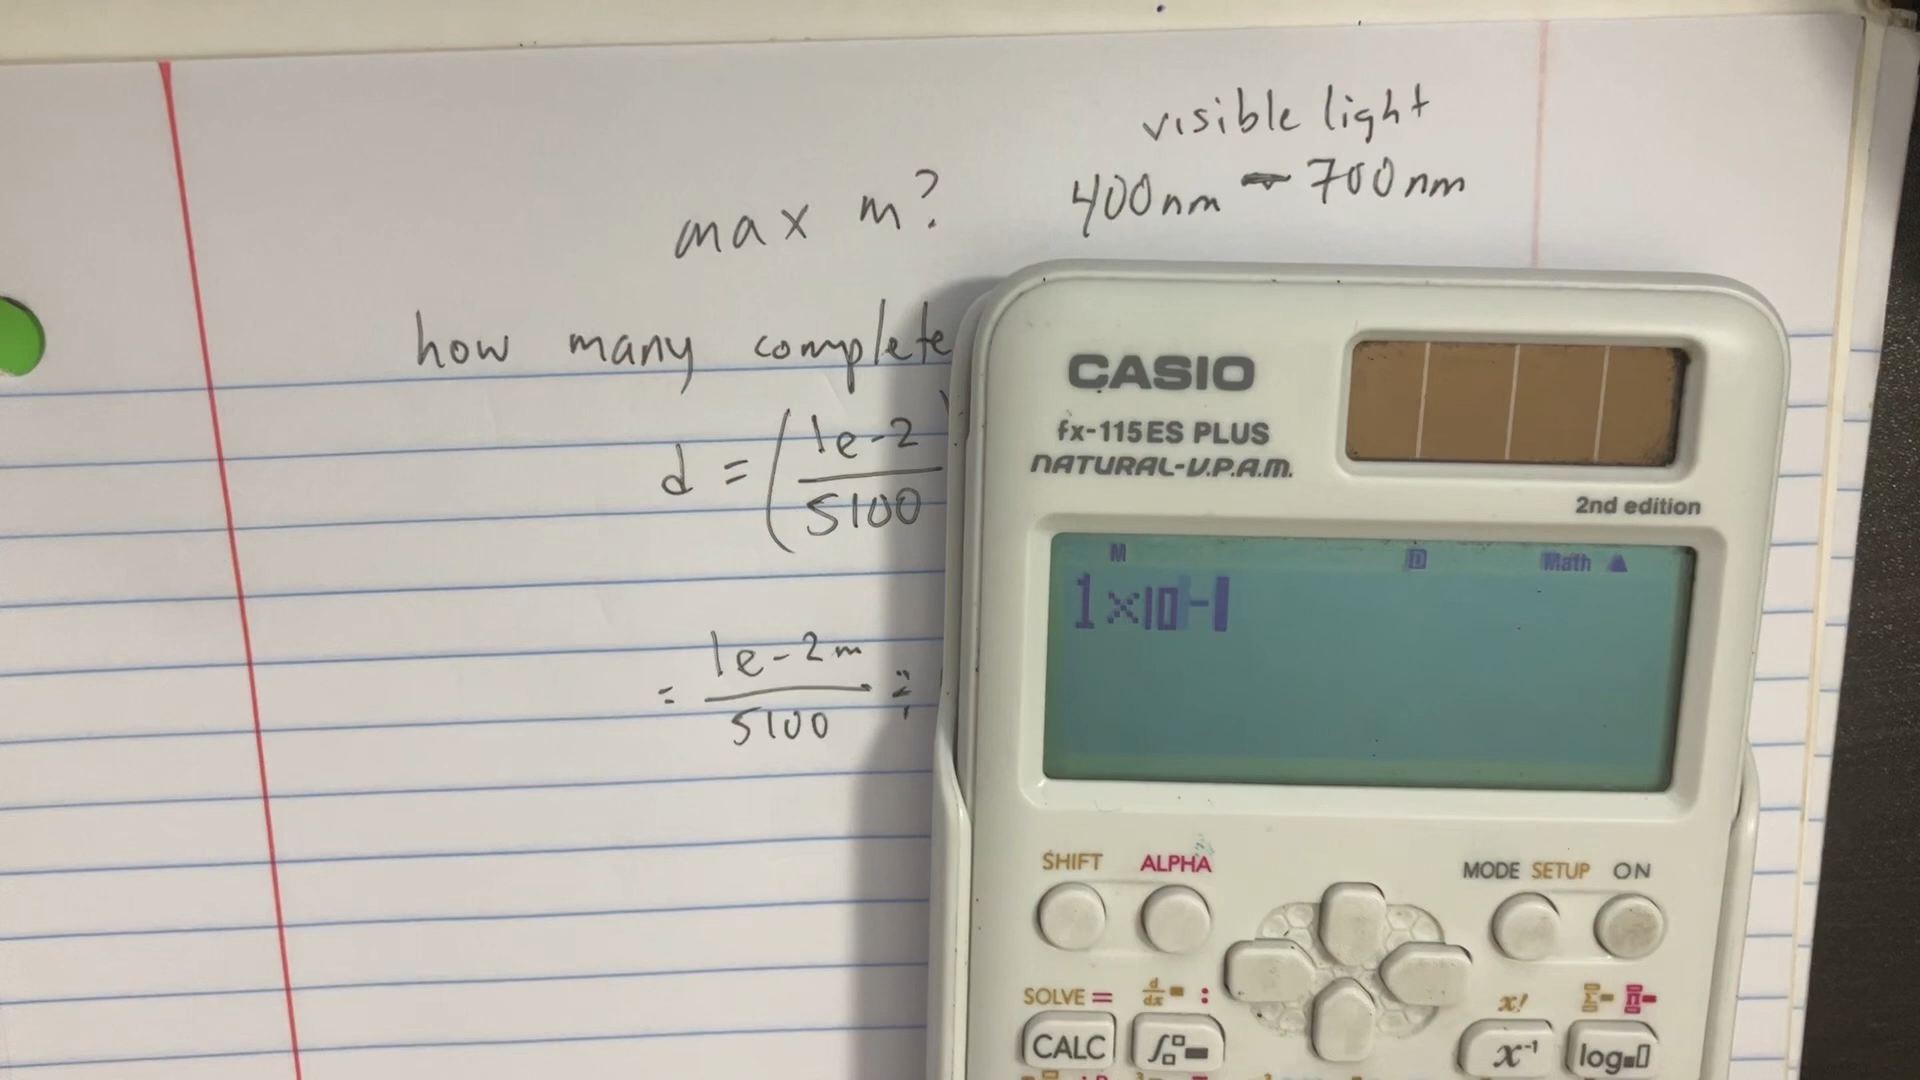 visible light
400nm - 700nm
max m?
how many complete
d = (1e-2
5100
= 1e-2m =
5100
CASIO
fx-115ES PLUS
NATURAL-V.P.A.M.
2nd edition
M D Math ▲
1×10-
SHIFT ALPHA MODE SETUP ON
SOLVE = d/dx : x!
CALC x⁻¹ log